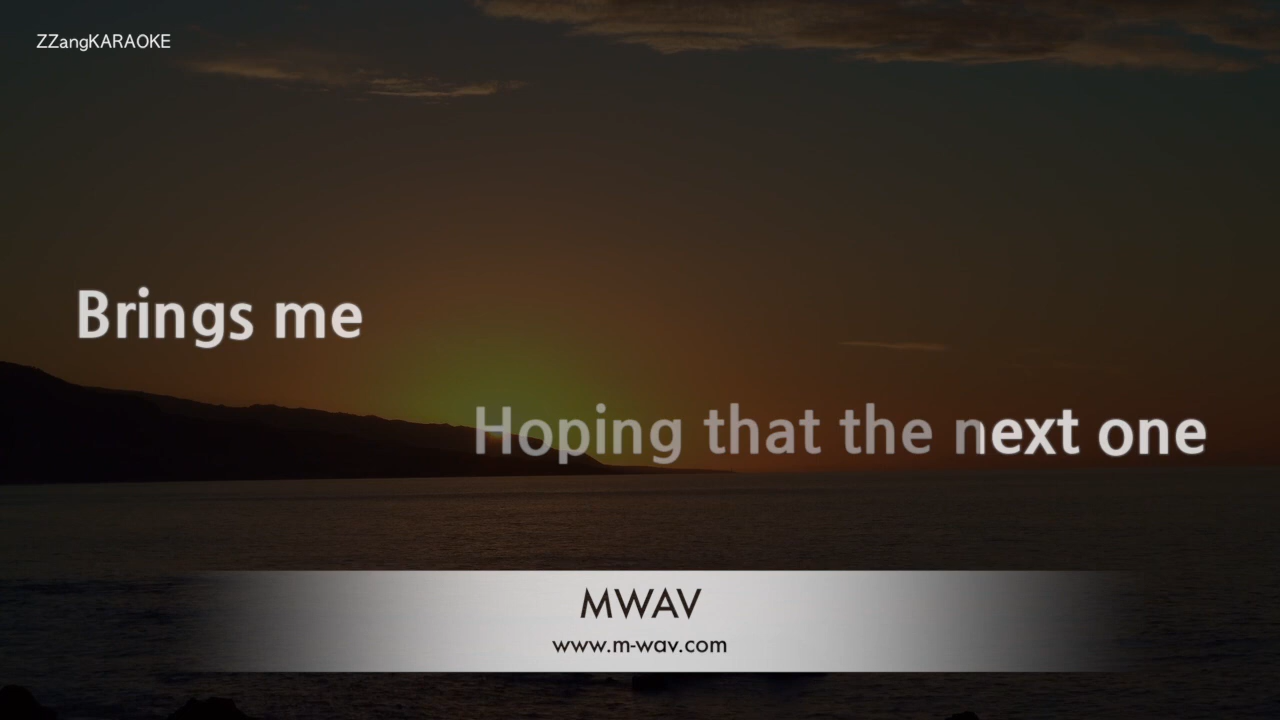 ZZangKARAOKE
Brings me
Hoping that the next one
MWAV
www.m-wav.com